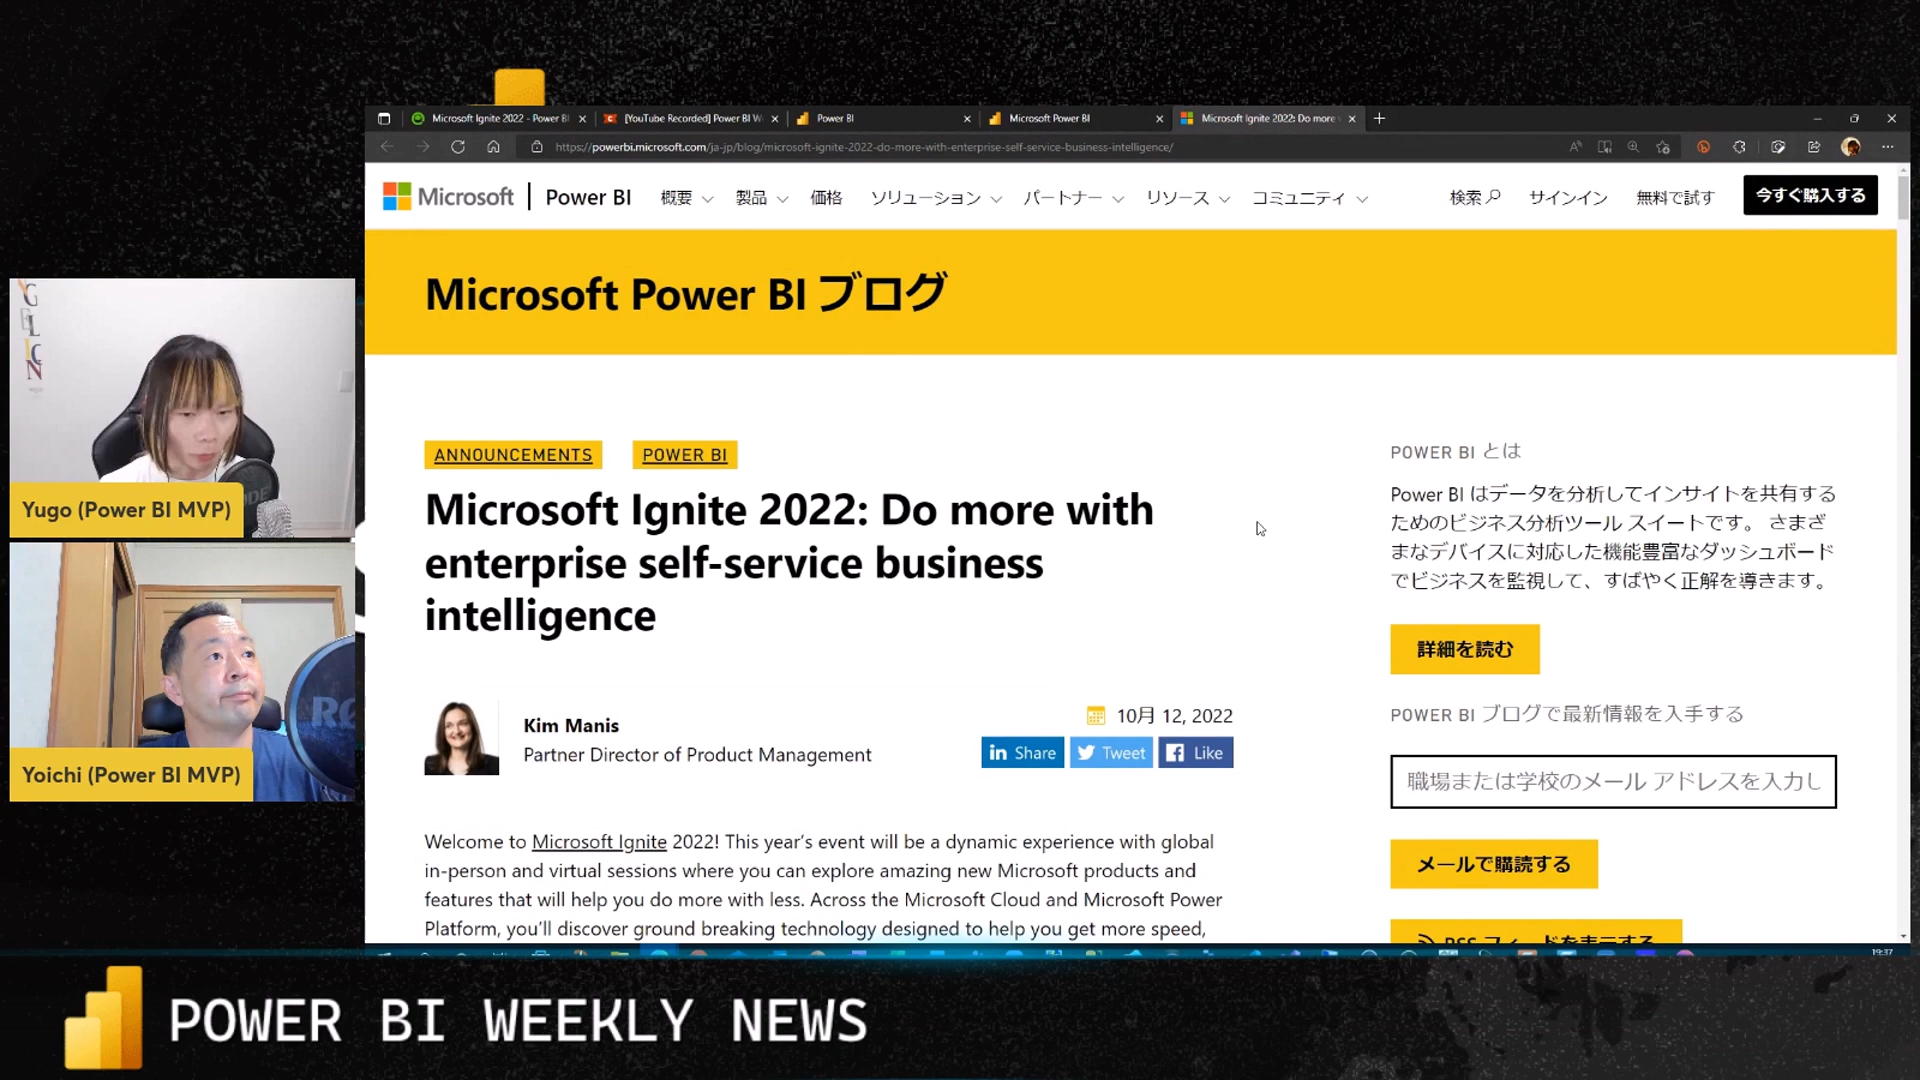 Microsoft Ignite 2022 - Power BI
[YouTube Recorded] Power BI W
Power BI
Microsoft Power BI
Microsoft Ignite 2022: Do more
https://powerbi.microsoft.com/ja-jp/blog/microsoft-ignite-2022-do-more-with-enterprise-self-service-business-intelligence/
Microsoft | Power BI 概要 製品 価格 ソリューション パートナー リソース コミュニティ 検索 サインイン 無料で試す 今すぐ購入する
Microsoft Power BI ブログ
ANNOUNCEMENTS POWER BI
Microsoft Ignite 2022: Do more with
enterprise self-service business
intelligence
Kim Manis
Partner Director of Product Management
10月 12, 2022
Share Tweet Like
Welcome to Microsoft Ignite 2022! This year’s event will be a dynamic experience with global
in-person and virtual sessions where you can explore amazing new Microsoft products and
features that will help you do more with less. Across the Microsoft Cloud and Microsoft Power
Platform, you’ll discover ground breaking technology designed to help you get more speed,
POWER BI とは
Power BI はデータを分析してインサイトを共有する
ためのビジネス分析ツール スイートです。 さまざ
まなデバイスに対応した機能豊富なダッシュボード
でビジネスを監視して、すばやく正解を導きます。
詳細を読む
POWER BI ブログで最新情報を入手する
職場または学校のメール アドレスを入力し
メールで購読する
RSS フィードを表示する
19:37
Yugo (Power BI MVP)
Yoichi (Power BI MVP)
POWER BI WEEKLY NEWS